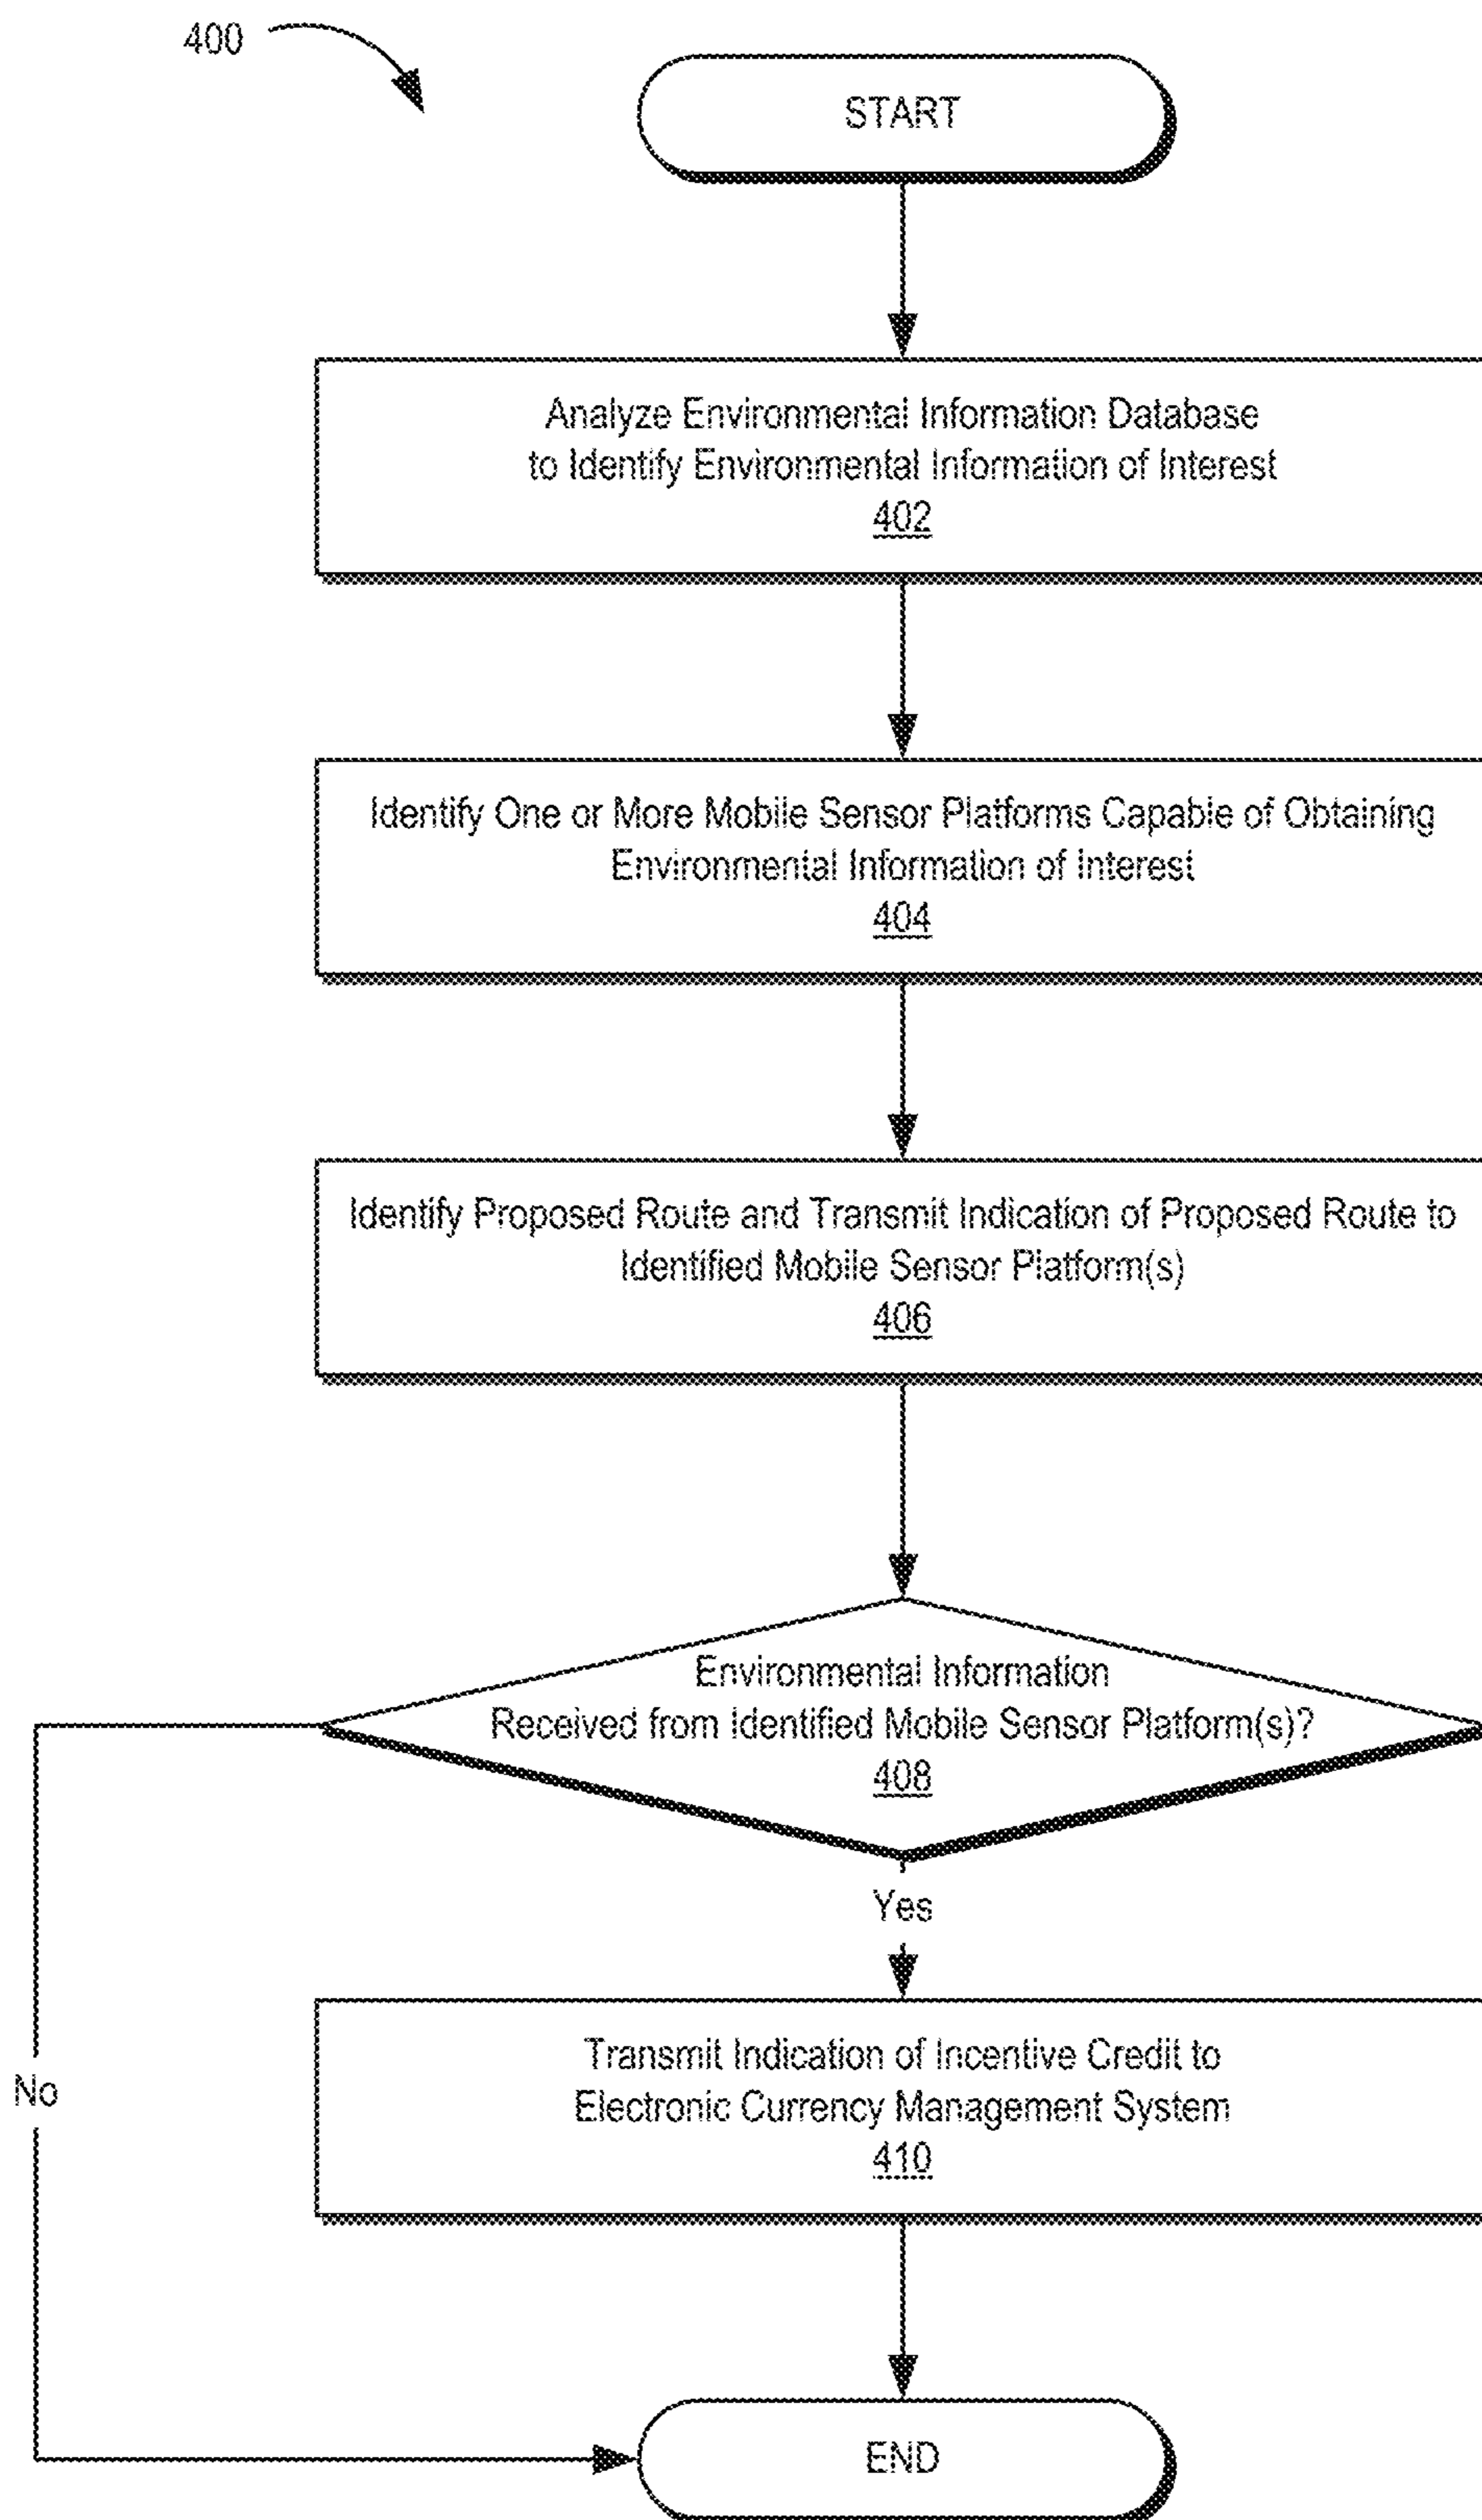 400
START
Analyze Environmental Information Database
to Identify Environmental Information of Interest
402
Identify One or More Mobile Sensor Platforms Capable of Obtaining
Environmental Information of Interest
404
Identify Proposed Route and Transmit Indication of Proposed Route to
Identified Mobile Sensor Platform(s)
406
Environmental Information
Received from Identified Mobile Sensor Platform(s)?
408
Yes
No
Transmit Indication of Incentive Credit to
Electronic Currency Management System
410
END